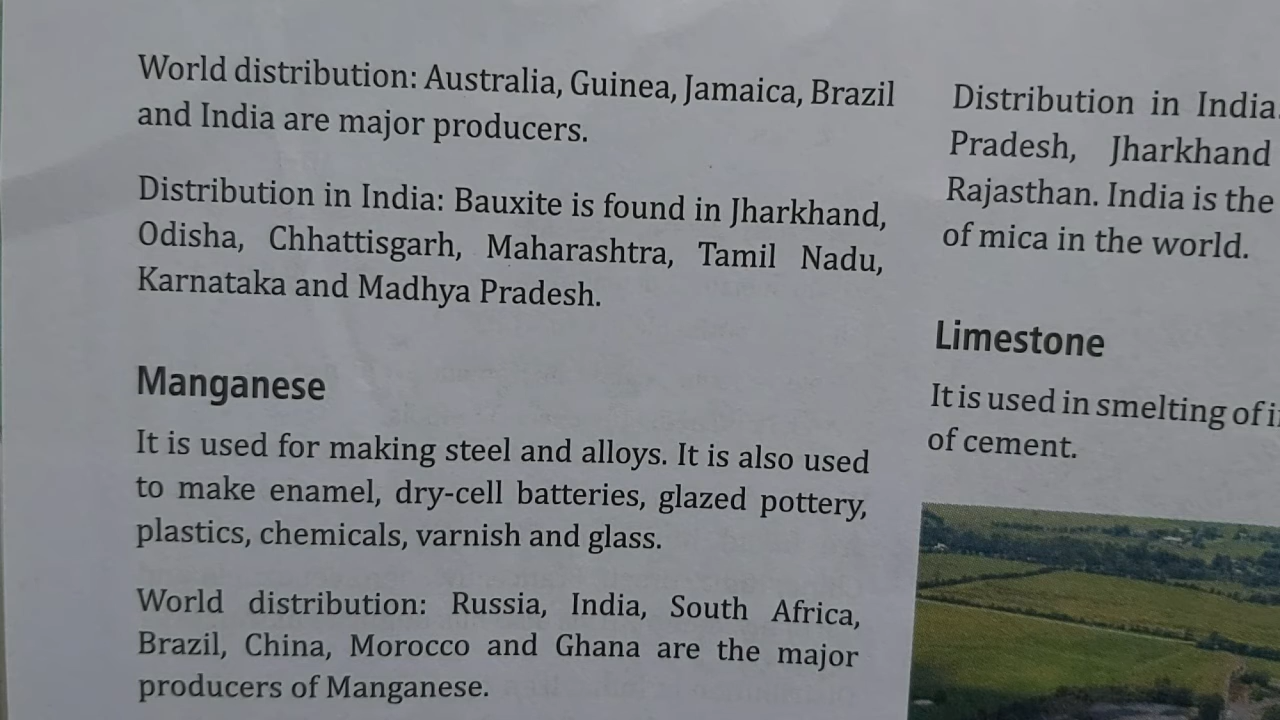 World distribution: Australia, Guinea, Jamaica, Brazil
and India are major producers.
Distribution in India: Bauxite is found in Jharkhand,
Odisha, Chhattisgarh, Maharashtra, Tamil Nadu,
Karnataka and Madhya Pradesh.
Manganese
It is used for making steel and alloys. It is also used
to make enamel, dry-cell batteries, glazed pottery,
plastics, chemicals, varnish and glass.
World distribution: Russia, India, South Africa,
Brazil, China, Morocco and Ghana are the major
producers of Manganese.
Distribution in India
Pradesh, Jharkhand
Rajasthan. India is the
of mica in the world.
Limestone
It is used in smelting of
of cement.